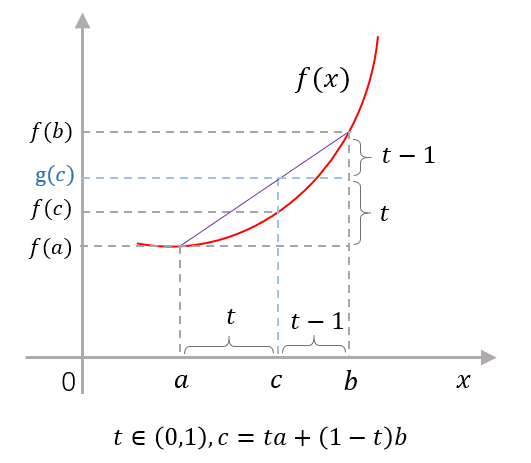 f(x)
f(b)
t − 1
g(c)
f(c)
t
f(a)
t
t − 1
0
a
c
b
x
t ∈ (0,1), c = ta + (1 − t)b